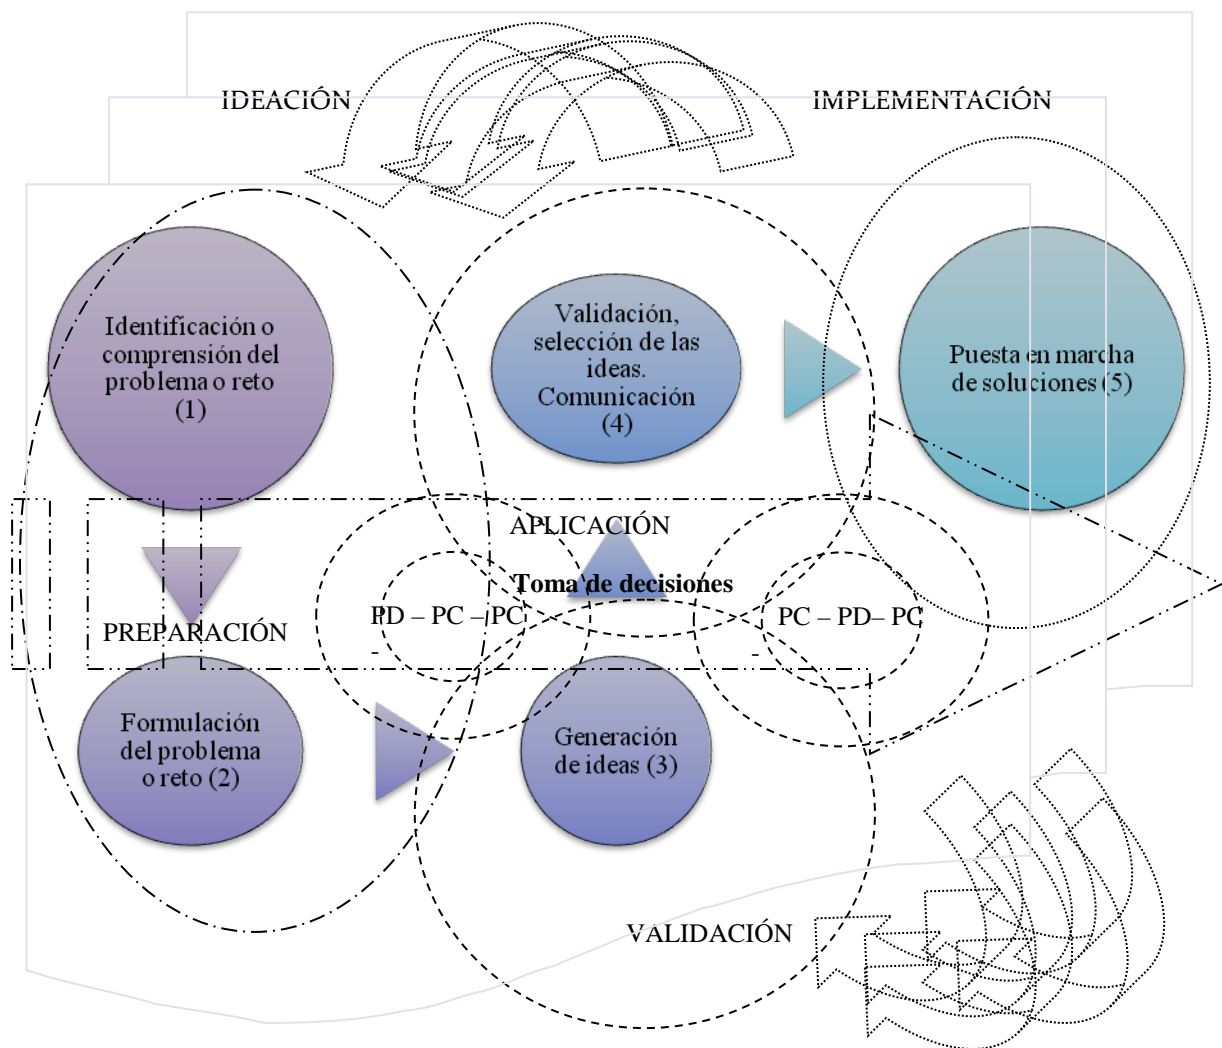 IDEACIÓN
IMPLEMENTACIÓN
Identificación o
comprensión del
problema o reto
(1)
Validación,
selección de las
ideas.
Comunicación
(4)
Puesta en marcha
de soluciones (5)
APLICACIÓN
Toma de decisiones
PD – PC – PC
PC – PD– PC
-
-
PREPARACIÓN
Formulación
del problema
o reto (2)
Generación
de ideas (3)
VALIDACIÓN